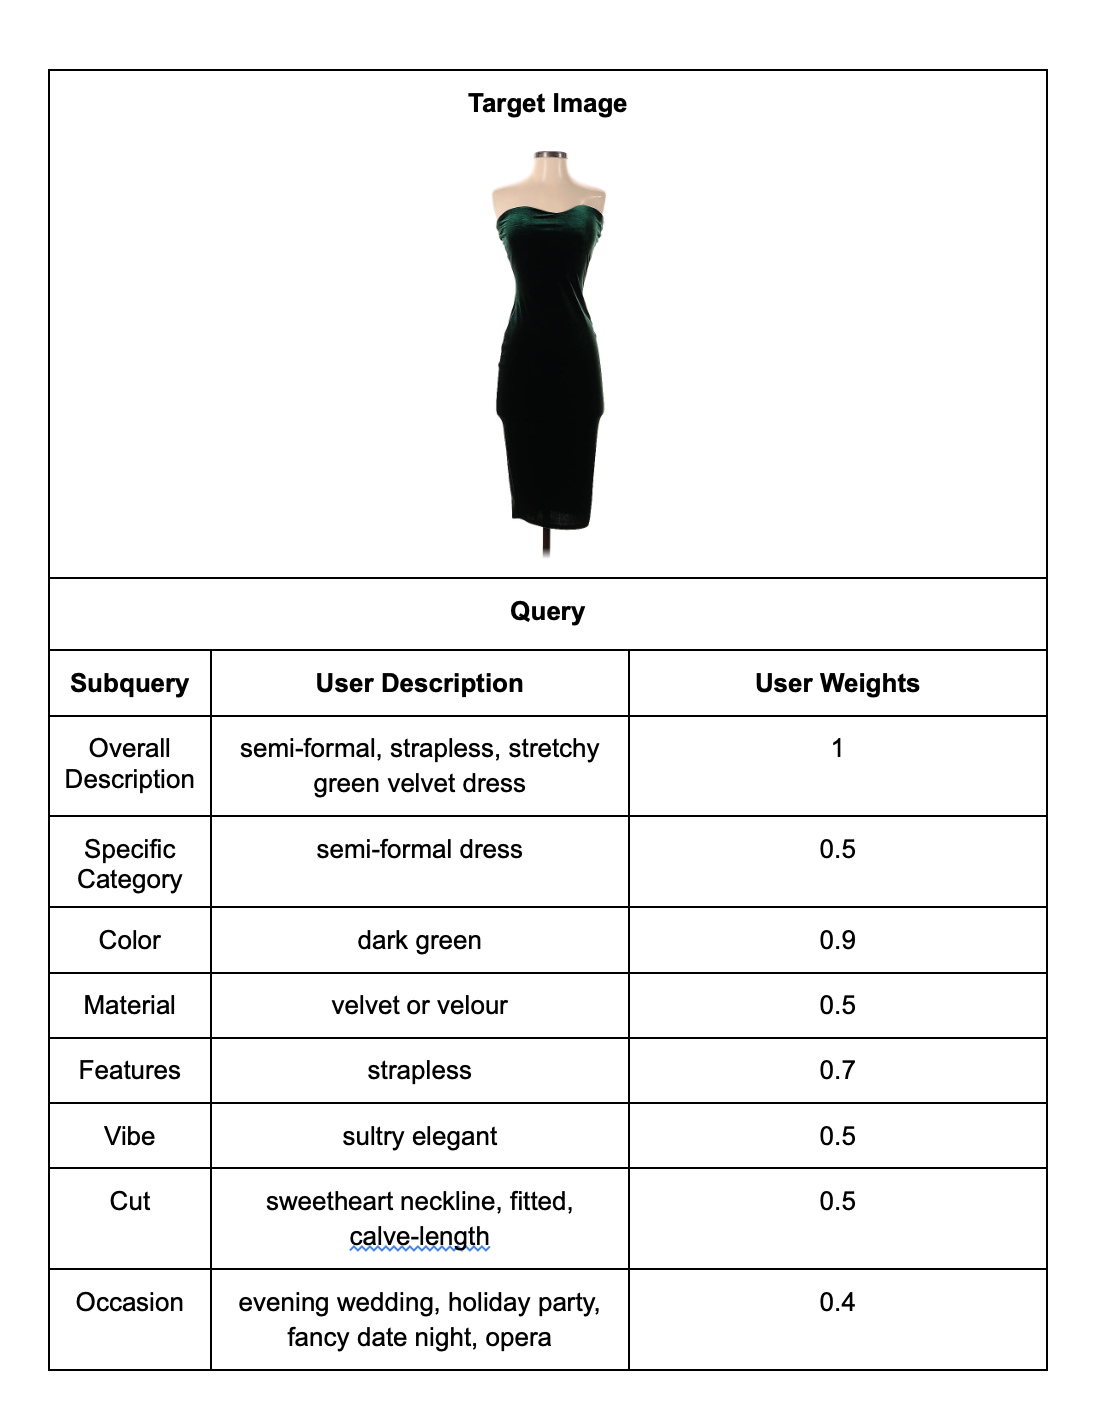 Target Image
Query
Subquery
User Description
User Weights
Overall
Description
semi-formal, strapless, stretchy
green velvet dress
1
Specific
Category
semi-formal dress
0.5
Color
dark green
0.9
Material
velvet or velour
0.5
Features
strapless
0.7
Vibe
sultry elegant
0.5
Cut
sweetheart neckline, fitted,
calve-length
0.5
Occasion
evening wedding, holiday party,
fancy date night, opera
0.4